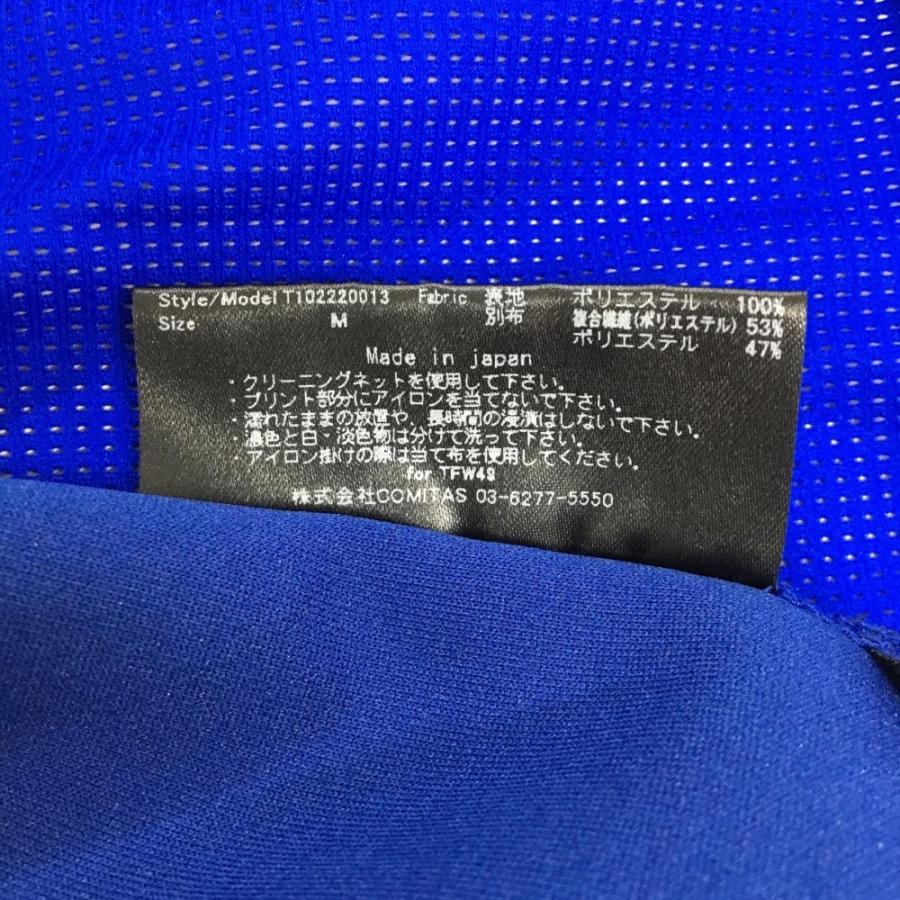 Style/Model T102220013 Fabric 表地 ポリエステル 100%
Size M 別布 複合繊維(ポリエステル) 53%
ポリエステル 47%
Made in japan
・クリーニングネットを使用して下さい。
・プリント部分にアイロンを当てないで下さい。
・濡れたままの放置や、長時間の浸漬はしないで下さい。
・濃色と白・淡色物は分けて洗って下さい。
・アイロン掛けの際は当て布を使用してください。
for TFW49
株式会社COMITAS 03-6277-5550